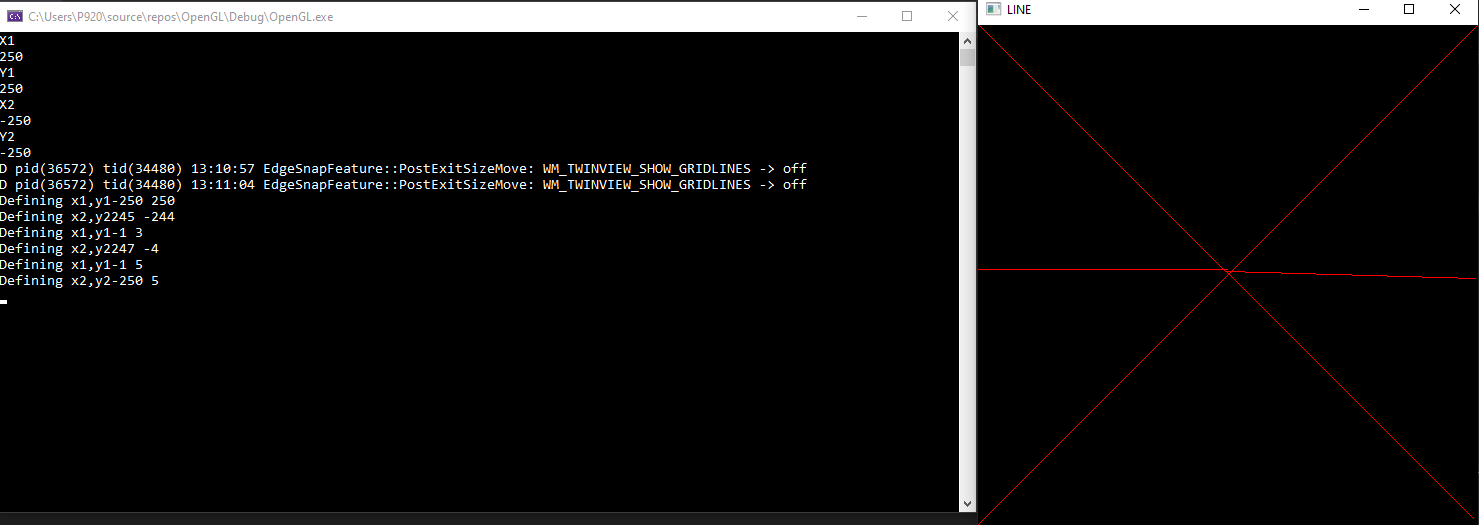 C:\Users\P920\source\repos\OpenGL\Debug\OpenGL.exe
X1
250
Y1
250
X2
-250
Y2
-250
D pid(36572) tid(34480) 13:10:57 EdgeSnapFeature::PostExitSizeMove: WM_TWINVIEW_SHOW_GRIDLINES -> off
D pid(36572) tid(34480) 13:11:04 EdgeSnapFeature::PostExitSizeMove: WM_TWINVIEW_SHOW_GRIDLINES -> off
Defining x1,y1-250 250
Defining x2,y2245 -244
Defining x1,y1-1 3
Defining x2,y2247 -4
Defining x1,y1-1 5
Defining x2,y2-250 5
LINE